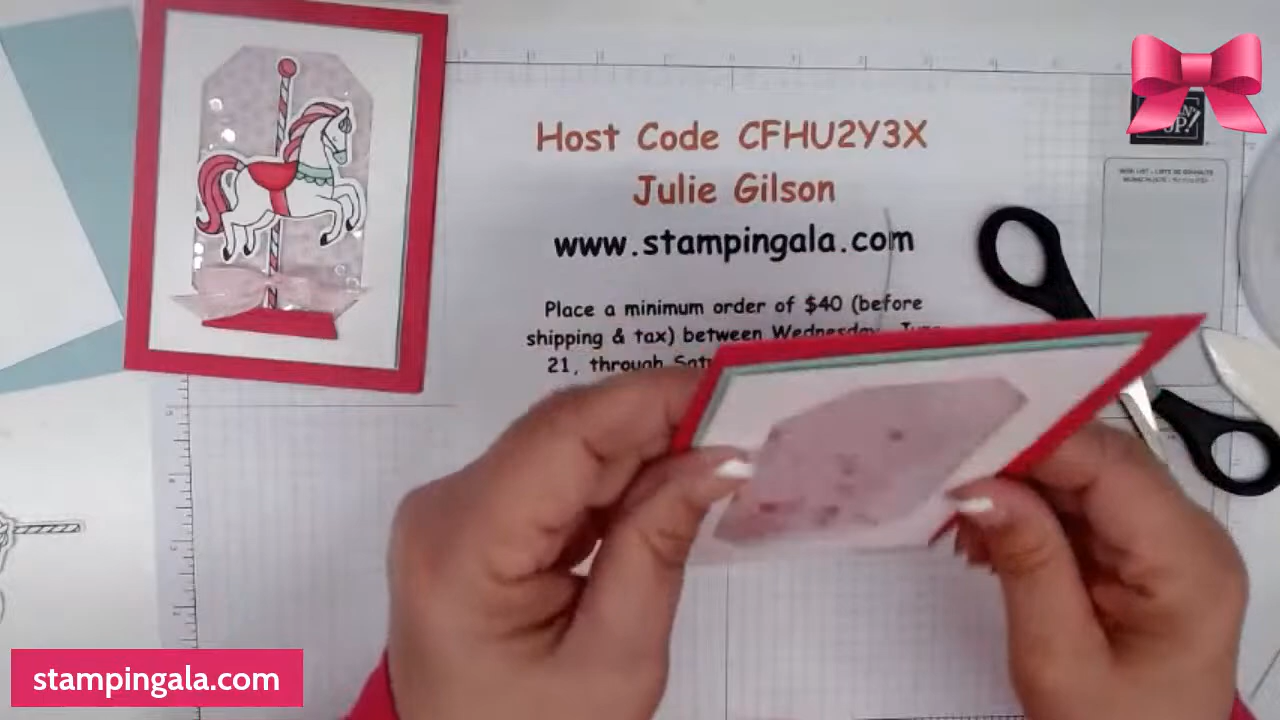 Host Code CFHU2Y3X
Julie Gilson
www.stampingala.com
Place a minimum order of $40 (before
shipping & tax) between Wednesday,
21, through
UP!
stampingala.com